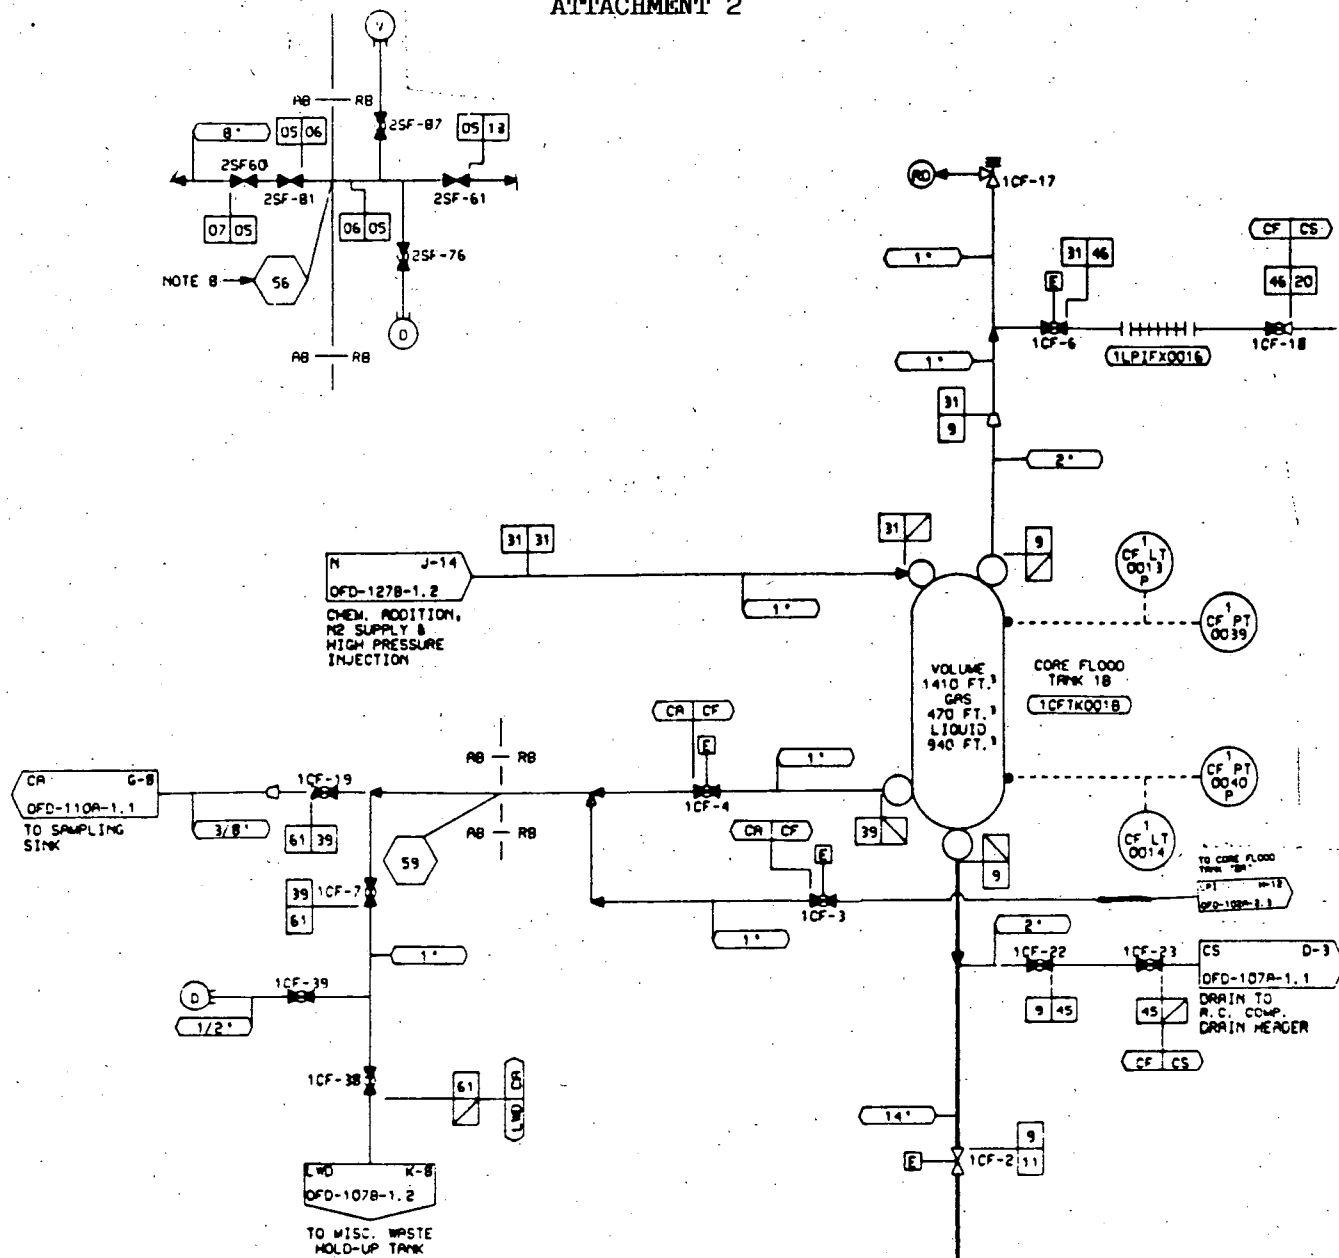 ATTACHMENT 2
V
AB — RB
2SF-87
05 13
8"
05 06
2SF60
2SF-81
2SF-61
07 05
06 05
2SF-76
NOTE 8
56
D
AB — RB
RD
1CF-17
1"
31 46
CF CS
46 20
E
1CF-6
1LPIFX0016
1CF-18
1"
31
9
2"
31 31
31
9
N J-14
OFD-127B-1.2
CHEM. ADDITION,
N2 SUPPLY &
HIGH PRESSURE
INJECTION
1"
1
CF LT
0013
P
1
CF PT
0039
VOLUME
1410 FT.³
GAS
470 FT.³
LIQUID
940 FT.³
CORE FLOOD
TANK 1B
1CFTK001B
CA CF
E
1"
1CF-4
39
AB — RB
CA G-8
OFD-110A-1.1
TO SAMPLING
SINK
1CF-19
3/8"
61 39
AB — RB
59
CA CF
E
1CF-3
1"
9
1
CF PT
0040
P
1
CF LT
0014
TO CORE FLOOD
LPI
39
61
1CF-7
1"
2"
1CF-22
1CF-23
CS D-3
OFD-107A-1.1
DRAIN TO
R.C. COMP.
DRAIN HEADER
9 45
45
CF CS
D
1CF-39
1/2"
1CF-38
61
LWD CA
14"
E
1CF-2
9
11
LWD K-8
OFD-107B-1.2
TO MISC. WASTE
HOLD-UP TANK